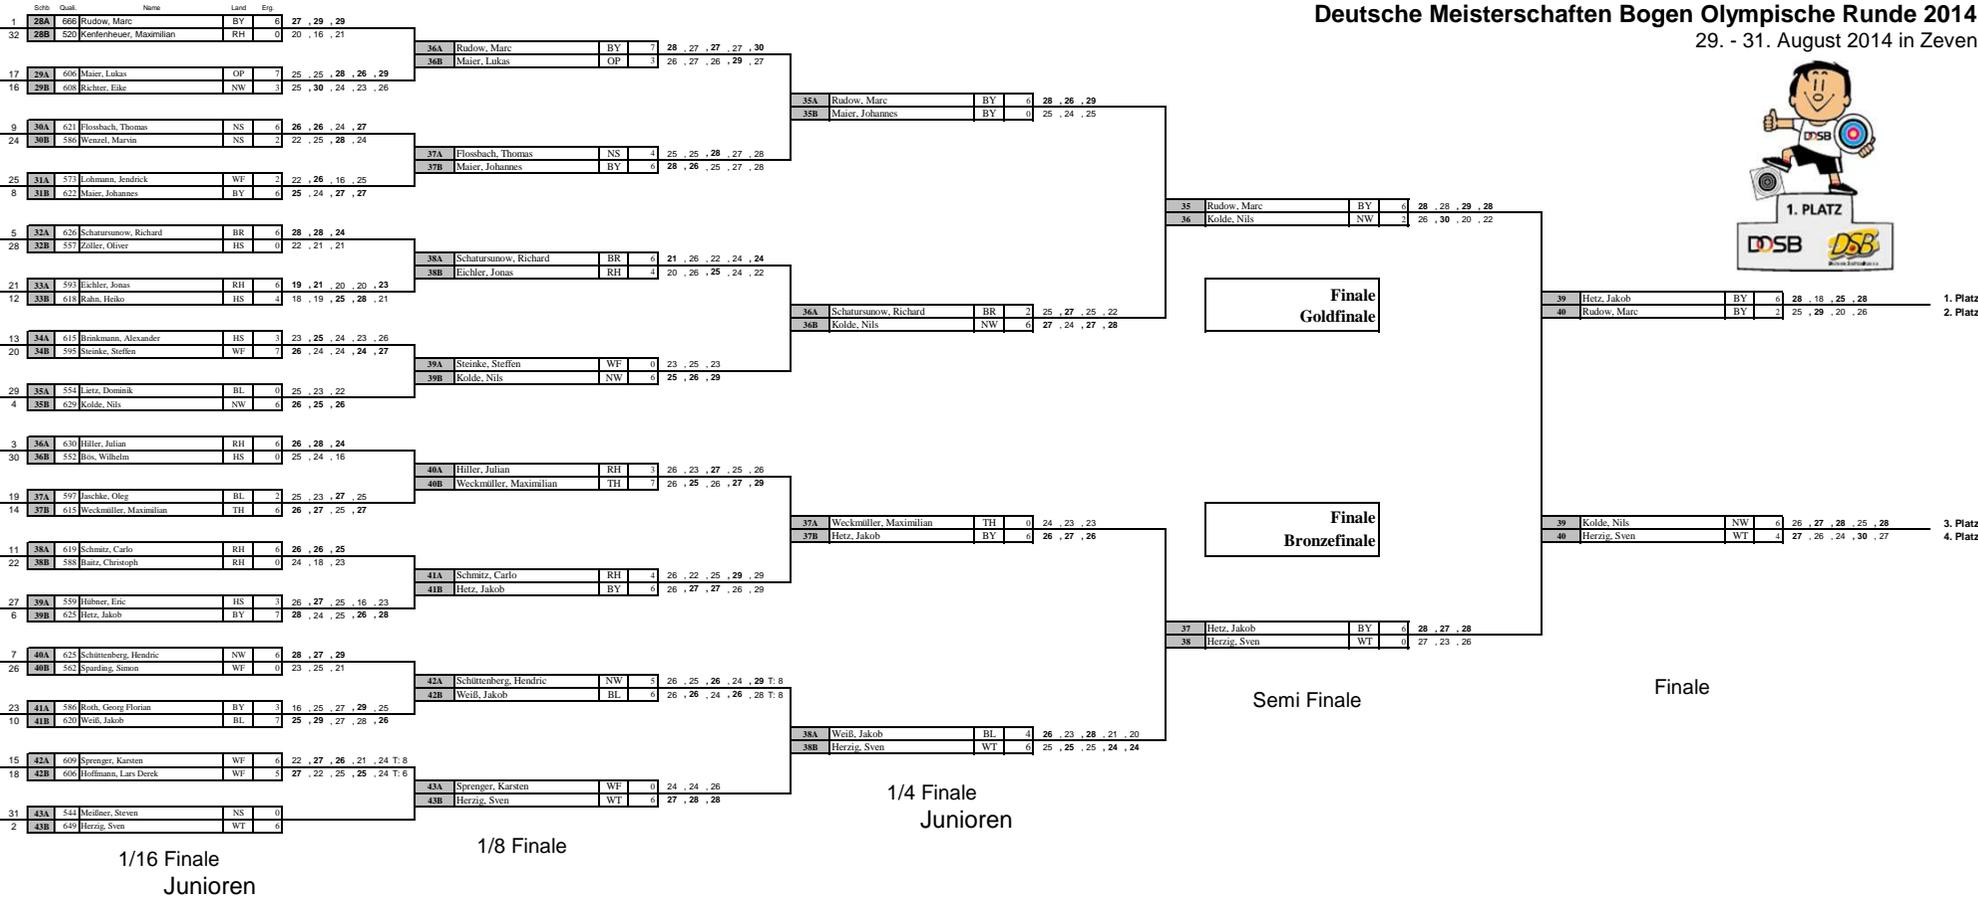 Deutsche Meisterschaften Bogen Olympische Runde 2014
29. - 31. August 2014 in Zeven
DOSB
1. PLATZ
DOSB DSB
Schb Quali. Name Land Erg.
1 28A 666 Rudow, Marc BY 6 27 , 29 , 29
32 28B 520 Kenfenheuer, Maximilian RH 0 20 , 16 , 21
17 29A 606 Maier, Lukas OP 7 25 , 25 , 28 , 26 , 29
16 29B 608 Richter, Eike NW 3 25 , 30 , 24 , 23 , 26
9 30A 621 Flossbach, Thomas NS 6 26 , 26 , 24 , 27
24 30B 586 Wenzel, Marvin NS 2 22 , 25 , 28 , 24
25 31A 573 Lohmann, Jendrick WF 2 22 , 26 , 16 , 25
8 31B 622 Maier, Johannes BY 6 25 , 24 , 27 , 27
5 32A 626 Schatursunow, Richard BR 6 28 , 28 , 24
28 32B 557 Zöller, Oliver HS 0 22 , 21 , 21
21 33A 593 Eichler, Jonas RH 6 19 , 21 , 20 , 20 , 23
12 33B 618 Rahn, Heiko HS 4 18 , 19 , 25 , 28 , 21
13 34A 615 Brinkmann, Alexander HS 3 23 , 25 , 24 , 23 , 26
20 34B 595 Steinke, Steffen WF 7 26 , 24 , 24 , 24 , 27
29 35A 554 Lietz, Dominik BL 0 25 , 23 , 22
4 35B 629 Kolde, Nils NW 6 26 , 25 , 26
3 36A 630 Hiller, Julian RH 6 26 , 28 , 24
30 36B 552 Bös, Wilhelm HS 0 25 , 24 , 16
19 37A 597 Jaschke, Oleg BL 2 25 , 23 , 27 , 25
14 37B 615 Weckmüller, Maximilian TH 6 26 , 27 , 25 , 27
11 38A 619 Schmitz, Carlo RH 6 26 , 26 , 25
22 38B 588 Baitz, Christoph RH 0 24 , 18 , 23
27 39A 559 Hübner, Eric HS 3 26 , 27 , 25 , 16 , 23
6 39B 625 Hetz, Jakob BY 7 28 , 24 , 25 , 26 , 28
7 40A 625 Schüttenberg, Hendric NW 6 28 , 27 , 29
26 40B 562 Sparding, Simon WF 0 23 , 25 , 21
23 41A 586 Roth, Georg Florian BY 3 16 , 25 , 27 , 29 , 25
10 41B 620 Weiß, Jakob BL 7 25 , 29 , 27 , 28 , 26
15 42A 609 Sprenger, Karsten WF 6 22 , 27 , 26 , 21 , 24 T: 8
18 42B 606 Hoffmann, Lars Derek WF 5 27 , 22 , 25 , 25 , 24 T: 6
31 43A 544 Meißner, Steven NS 0
2 43B 649 Herzig, Sven WT 6
1/16 Finale
Junioren
36A Rudow, Marc BY 7 28 , 27 , 27 , 27 , 30
36B Maier, Lukas OP 3 26 , 27 , 26 , 29 , 27
37A Flossbach, Thomas NS 4 25 , 25 , 28 , 27 , 28
37B Maier, Johannes BY 6 28 , 26 , 25 , 27 , 28
38A Schatursunow, Richard BR 6 21 , 26 , 22 , 24 , 24
38B Eichler, Jonas RH 4 20 , 26 , 25 , 24 , 22
39A Steinke, Steffen WF 0 23 , 25 , 23
39B Kolde, Nils NW 6 25 , 26 , 29
40A Hiller, Julian RH 3 26 , 23 , 27 , 25 , 26
40B Weckmüller, Maximilian TH 7 26 , 25 , 26 , 27 , 29
41A Schmitz, Carlo RH 4 26 , 22 , 25 , 29 , 29
41B Hetz, Jakob BY 6 26 , 27 , 27 , 26 , 29
42A Schüttenberg, Hendric NW 5 26 , 25 , 26 , 24 , 29 T: 8
42B Weiß, Jakob BL 6 26 , 26 , 24 , 26 , 28 T: 8
43A Sprenger, Karsten WF 0 24 , 24 , 26
43B Herzig, Sven WT 6 27 , 28 , 28
1/8 Finale
35A Rudow, Marc BY 6 28 , 26 , 29
35B Maier, Johannes BY 0 25 , 24 , 25
36A Schatursunow, Richard BR 2 25 , 27 , 25 , 22
36B Kolde, Nils NW 6 27 , 24 , 27 , 28
37A Weckmüller, Maximilian TH 0 24 , 23 , 23
37B Hetz, Jakob BY 6 26 , 27 , 26
38A Weiß, Jakob BL 4 26 , 23 , 28 , 21 , 20
38B Herzig, Sven WT 6 25 , 25 , 25 , 24 , 24
1/4 Finale
Junioren
35 Rudow, Marc BY 6 28 , 28 , 29 , 28
36 Kolde, Nils NW 2 26 , 30 , 20 , 22
Finale
Goldfinale
Finale
Bronzefinale
37 Hetz, Jakob BY 6 28 , 27 , 28
38 Herzig, Sven WT 0 27 , 23 , 26
Semi Finale
39 Hetz, Jakob BY 6 28 , 18 , 25 , 28 1. Platz
40 Rudow, Marc BY 2 25 , 29 , 20 , 26 2. Platz
39 Kolde, Nils NW 6 26 , 27 , 28 , 25 , 28 3. Platz
40 Herzig, Sven WT 4 27 , 26 , 24 , 30 , 27 4. Platz
Finale